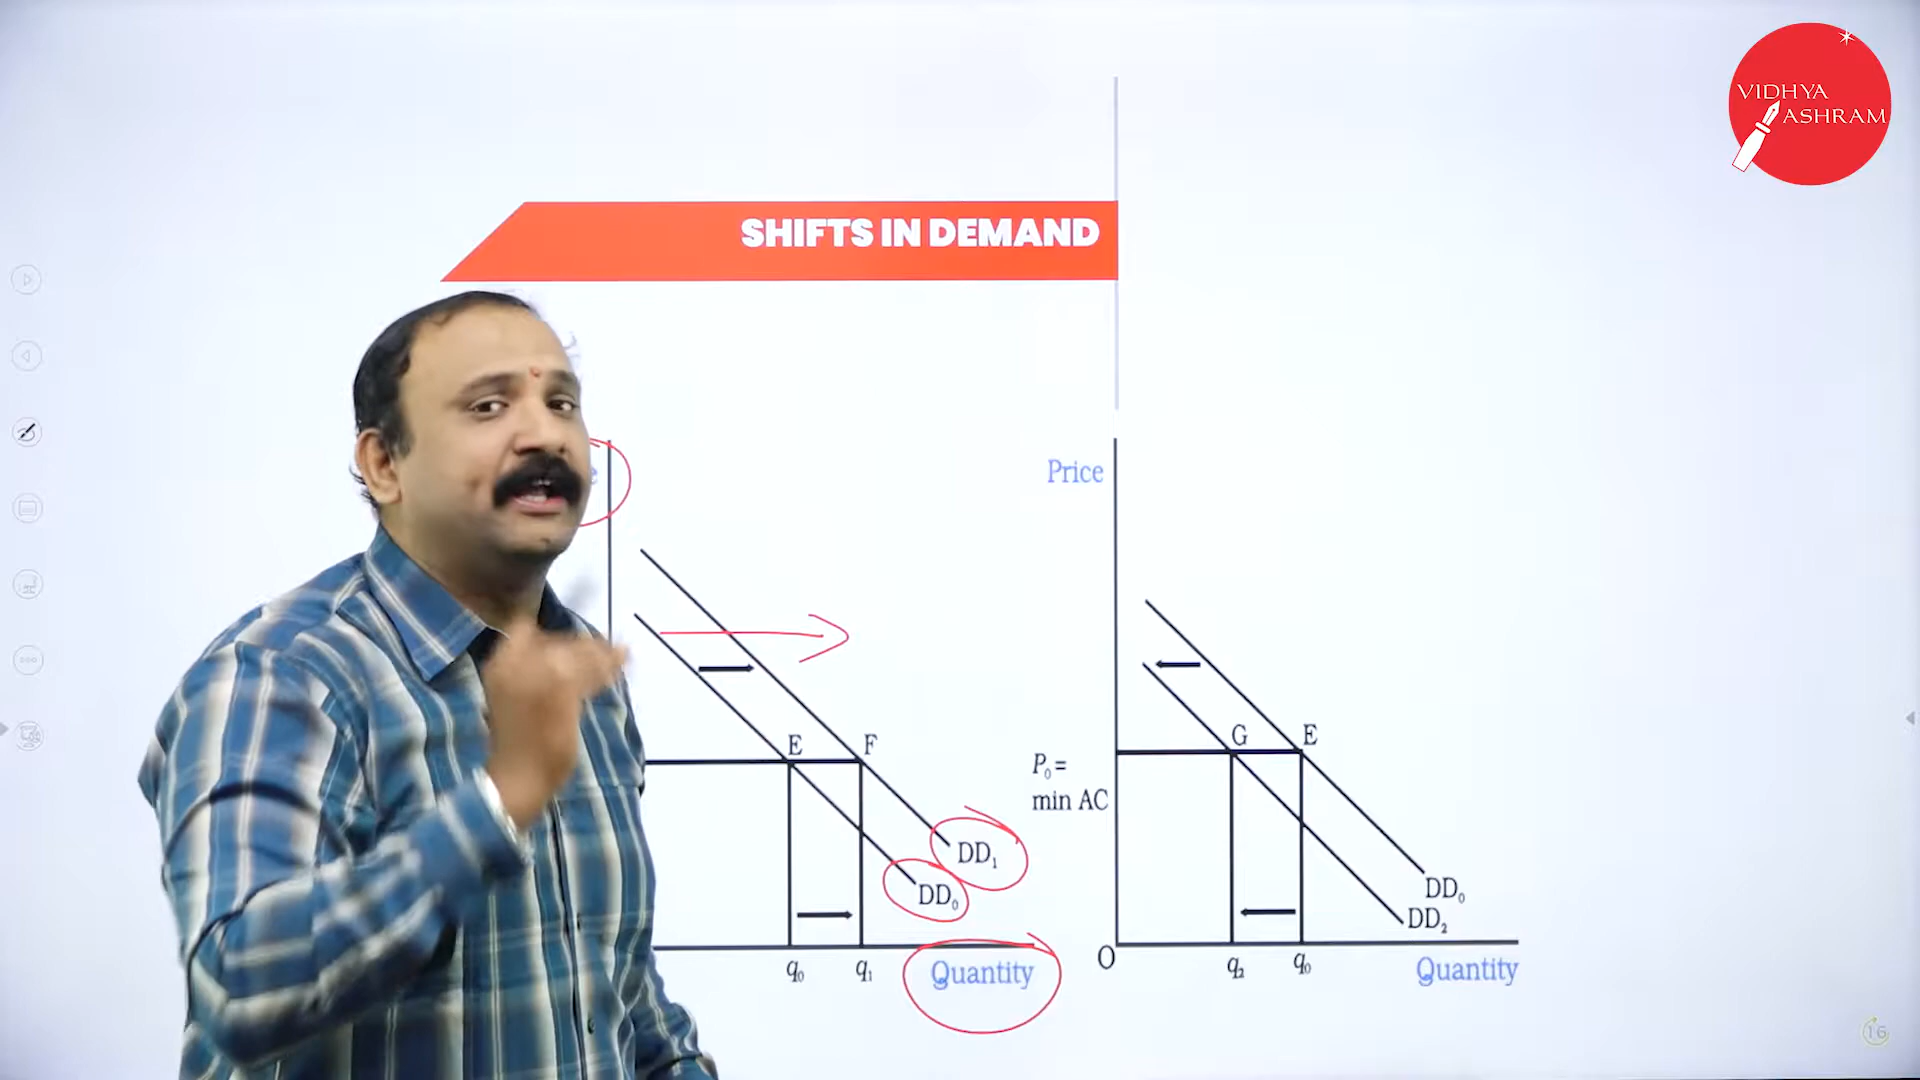 VIDHYA
ASHRAM
SHIFTS IN DEMAND
e
Price
E
F
G
E
P₀ =
min AC
DD₁
DD₀
DD₀
DD₂
O
q₀
q₁
Quantity
q₂
q₀
Quantity
16